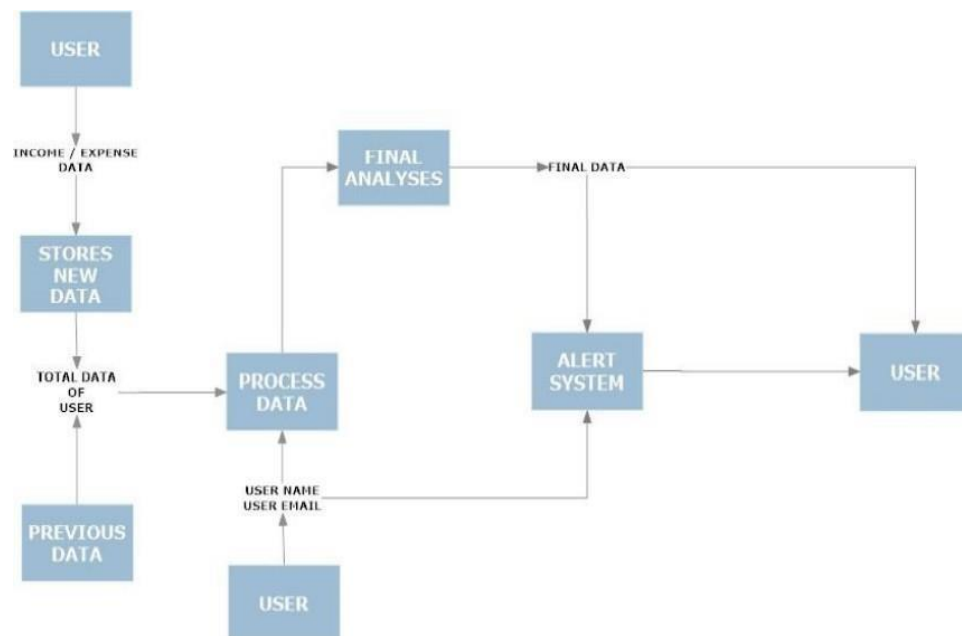 USER
INCOME / EXPENSE
DATA
STORES
NEW
DATA
TOTAL DATA
OF
USER
PREVIOUS
DATA
PROCESS
DATA
USER NAME
USER EMAIL
USER
FINAL
ANALYSES
FINAL DATA
ALERT
SYSTEM
USER